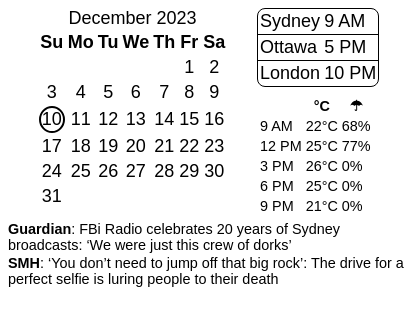 December 2023
Su Mo Tu We Th Fr Sa
1 2
3 4 5 6 7 8 9
10 11 12 13 14 15 16
17 18 19 20 21 22 23
24 25 26 27 28 29 30
31
Sydney 9 AM
Ottawa 5 PM
London 10 PM
°C ☂
9 AM 22°C 68%
12 PM 25°C 77%
3 PM 26°C 0%
6 PM 25°C 0%
9 PM 21°C 0%
Guardian: FBi Radio celebrates 20 years of Sydney
broadcasts: ‘We were just this crew of dorks’
SMH: ‘You don’t need to jump off that big rock’: The drive for a
perfect selfie is luring people to their death